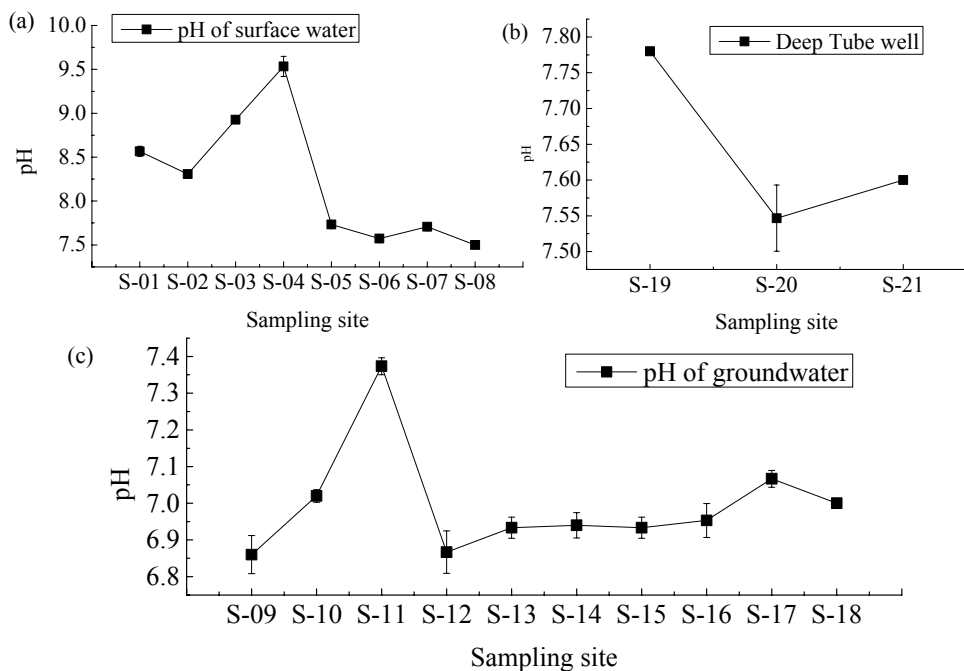 (a)
pH of surface water
10.0
9.5
9.0
8.5
8.0
7.5
pH
S-01 S-02 S-03 S-04 S-05 S-06 S-07 S-08
Sampling site
(b)
Deep Tube well
7.80
7.75
7.70
7.65
7.60
7.55
7.50
pH
S-19 S-20 S-21
Sampling site
(c)
pH of groundwater
7.4
7.3
7.2
7.1
7.0
6.9
6.8
pH
S-09 S-10 S-11 S-12 S-13 S-14 S-15 S-16 S-17 S-18
Sampling site